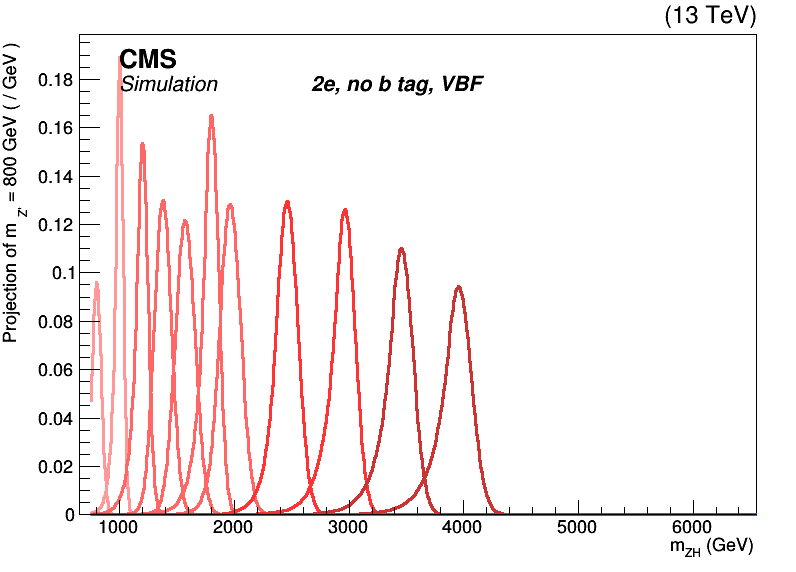 (13 TeV)
CMS
Simulation
2e, no b tag, VBF
Projection of m Z' = 800 GeV ( / GeV )
0.18
0.16
0.14
0.12
0.1
0.08
0.06
0.04
0.02
0
1000 2000 3000 4000 5000 6000
mZH (GeV)